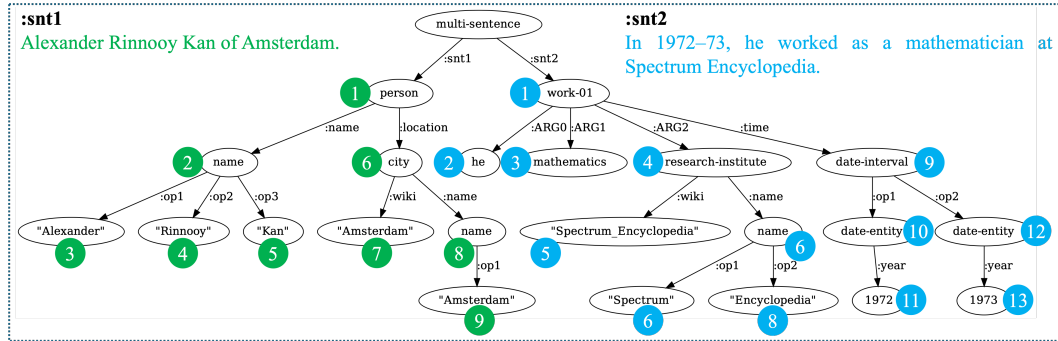 :snt1
Alexander Rinnooy Kan of Amsterdam.
:snt2
In 1972–73, he worked as a mathematician at
Spectrum Encyclopedia.
multi-sentence
:snt1 :snt2
1 person 1 work-01
:name :location :ARG0 :ARG1 :ARG2 :time
2 name 6 city 2 he 3 mathematics 4 research-institute date-interval 9
:op1 :op2 :op3 :wiki :name :wiki :name :op1 :op2
"Alexander" "Rinnooy" "Kan" "Amsterdam" name "Spectrum_Encyclopedia" name date-entity 10 date-entity 12
3 4 5 7 8 5 6
:op1 :op1 :op2 :year :year
"Amsterdam" "Spectrum" "Encyclopedia" 1972 11 1973 13
9 6 8